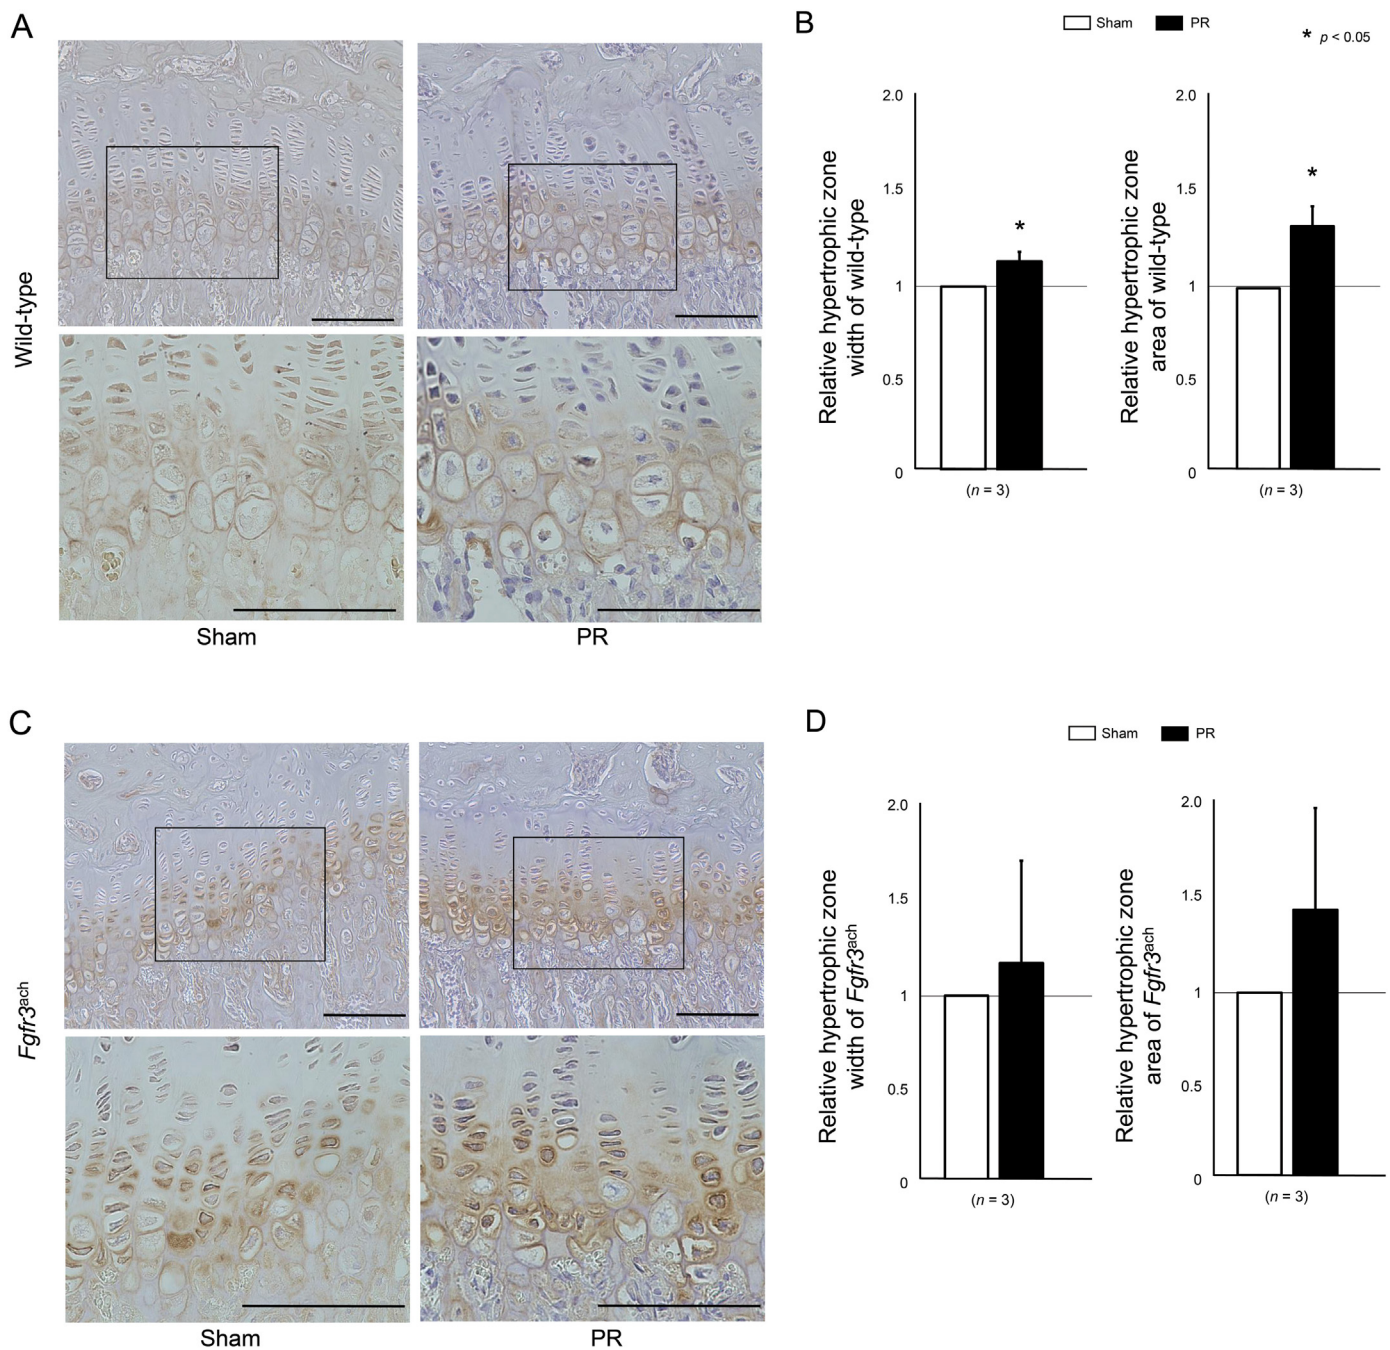 A
Wild-type
Sham
PR
B
Sham
PR
* p < 0.05
Relative hypertrophic zone
width of wild-type
2.0
1.5
*
1
0.5
0
(n = 3)
Relative hypertrophic zone
area of wild-type
2.0
1.5
*
1
0.5
0
(n = 3)
C
Fgfr3ach
Sham
PR
D
Sham
PR
Relative hypertrophic zone
width of Fgfr3ach
2.0
1.5
1
0.5
0
(n = 3)
Relative hypertrophic zone
area of Fgfr3ach
2.0
1.5
1
0.5
0
(n = 3)